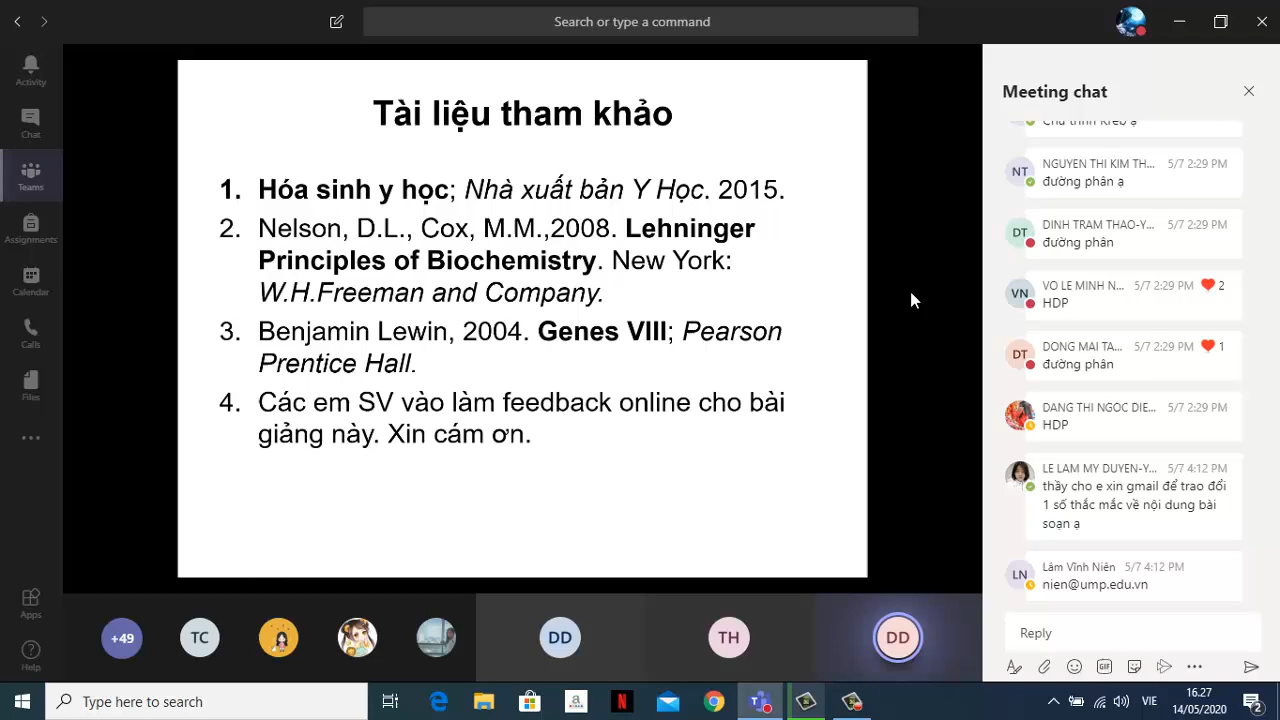 Search or type a command
Activity
Chat
Teams
Assignments
Calendar
Calls
Files
Apps
Help
Tài liệu tham khảo
1. Hóa sinh y học; Nhà xuất bản Y Học. 2015.
2. Nelson, D.L., Cox, M.M.,2008. Lehninger
Principles of Biochemistry. New York:
W.H.Freeman and Company.
3. Benjamin Lewin, 2004. Genes VIII; Pearson
Prentice Hall.
4. Các em SV vào làm feedback online cho bài
giảng này. Xin cám ơn.
+49
TC
DD
TH
DD
Meeting chat
Chu trình Kreb ạ
NT
NGUYEN THI KIM TH... 5/7 2:29 PM
đường phân ạ
DT
DINH TRAM THAO-Y... 5/7 2:29 PM
đường phân
VN
VO LE MINH N... 5/7 2:29 PM 2
HDP
DT
DONG MAI TA... 5/7 2:29 PM 1
đường phân
DANG THI NGOC DIE... 5/7 2:29 PM
HDP
LE LAM MY DUYEN-Y... 5/7 4:12 PM
thầy cho e xin gmail để trao đổi
1 số thắc mắc về nội dung bài
soạn ạ
LN
Lâm Vĩnh Niên 5/7 4:12 PM
nien@ump.edu.vn
Reply
GIF
Type here to search
VIE
16.27
14/05/2020
2